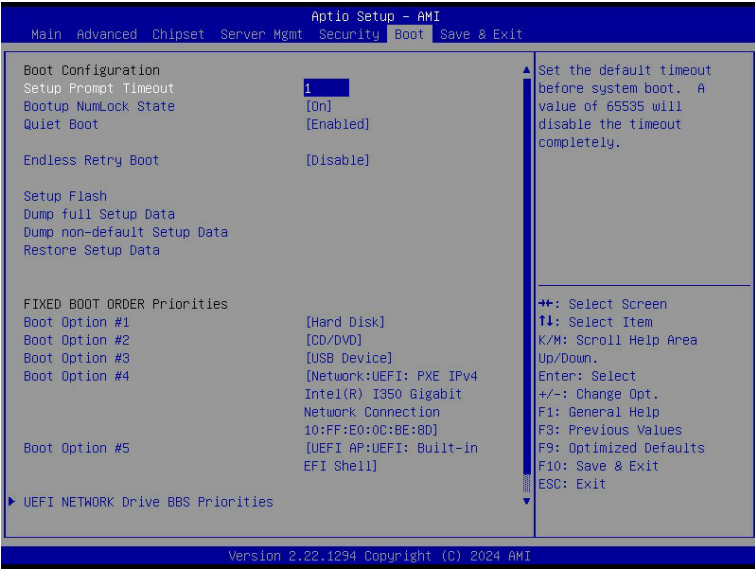 Aptio Setup – AMI
Main Advanced Chipset Server Mgmt Security Boot Save & Exit
Boot Configuration
Setup Prompt Timeout 1
Bootup NumLock State [On]
Quiet Boot [Enabled]
Endless Retry Boot [Disable]
Setup Flash
Dump full Setup Data
Dump non-default Setup Data
Restore Setup Data
FIXED BOOT ORDER Priorities
Boot Option #1 [Hard Disk]
Boot Option #2 [CD/DVD]
Boot Option #3 [USB Device]
Boot Option #4 [Network:UEFI: PXE IPv4
Intel(R) I350 Gigabit
Network Connection
10:FF:E0:0C:BE:8D]
Boot Option #5 [UEFI AP:UEFI: Built-in
EFI Shell]
UEFI NETWORK Drive BBS Priorities
Set the default timeout
before system boot. A
value of 65535 will
disable the timeout
completely.
→←: Select Screen
↑↓: Select Item
K/M: Scroll Help Area
Up/Down.
Enter: Select
+/-: Change Opt.
F1: General Help
F3: Previous Values
F9: Optimized Defaults
F10: Save & Exit
ESC: Exit
Version 2.22.1294 Copyright (C) 2024 AMI